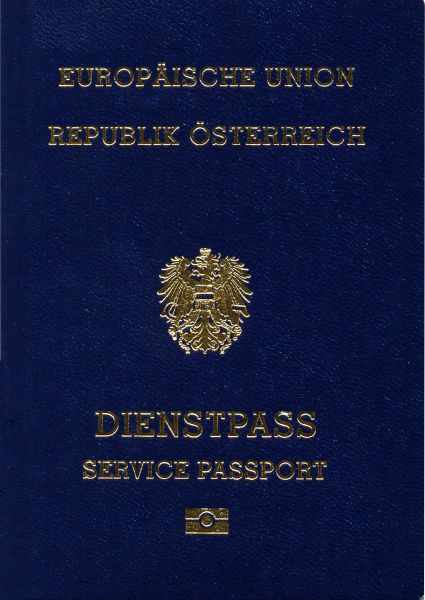 EUROPÄISCHE UNION
REPUBLIK ÖSTERREICH
DIENSTPASS
SERVICE PASSPORT